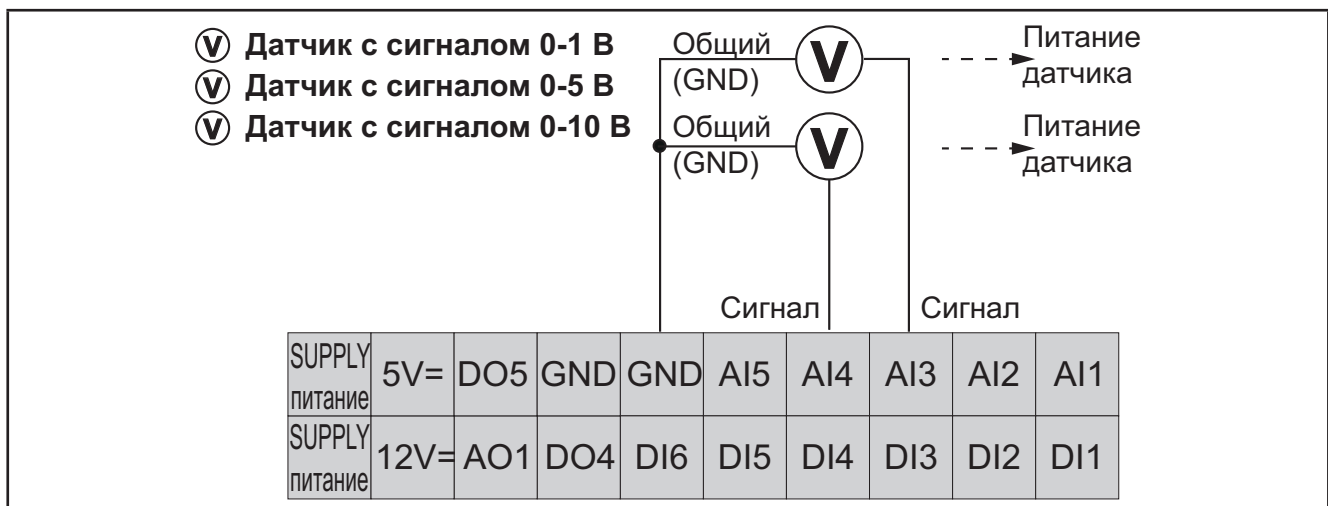 V Датчик с сигналом 0-1 В
V Датчик с сигналом 0-5 В
V Датчик с сигналом 0-10 В
Общий
(GND)
V
Питание
датчика
Общий
(GND)
V
Питание
датчика
Сигнал
Сигнал
SUPPLY
питание
5V= DO5 GND GND AI5 AI4 AI3 AI2 AI1
SUPPLY
питание
12V= AO1 DO4 DI6 DI5 DI4 DI3 DI2 DI1